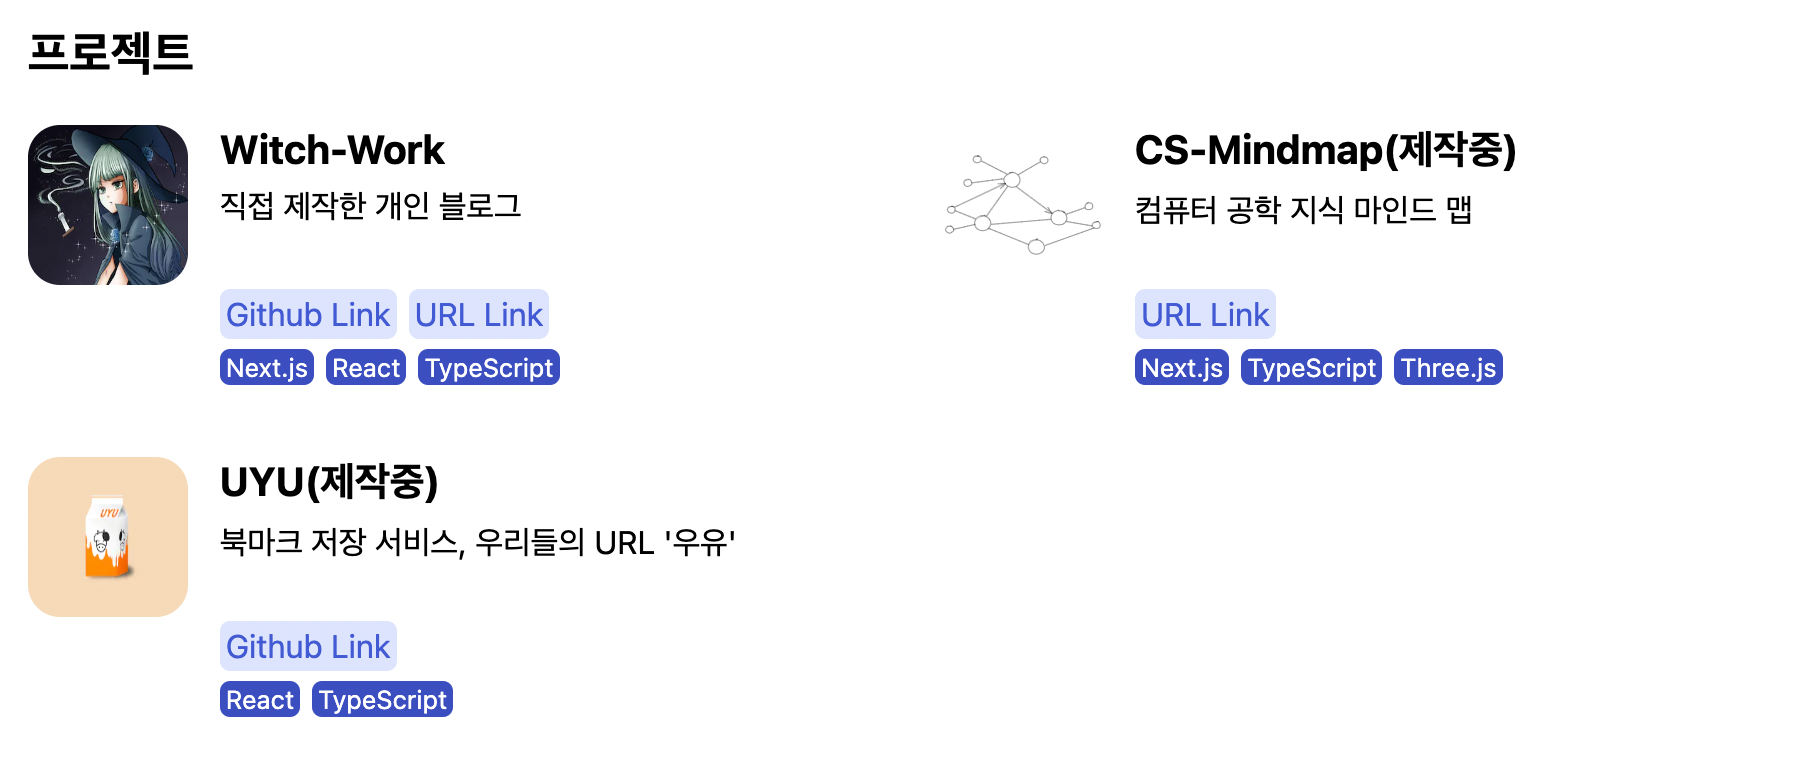 프로젝트
Witch-Work
직접 제작한 개인 블로그
Github Link URL Link
Next.js React TypeScript
CS-Mindmap(제작중)
컴퓨터 공학 지식 마인드 맵
URL Link
Next.js TypeScript Three.js
UYU
UYU(제작중)
북마크 저장 서비스, 우리들의 URL '우유'
Github Link
React TypeScript